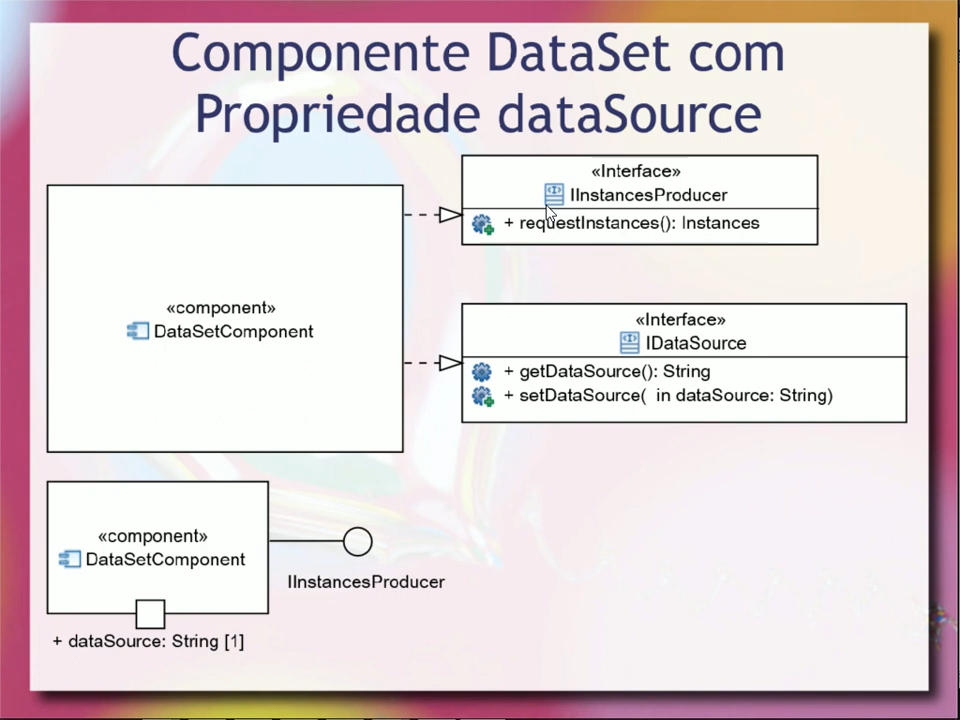 Componente DataSet com
Propriedade dataSource
«Interface»
IInstancesProducer
+ requestInstances(): Instances
«component»
DataSetComponent
«Interface»
IDataSource
+ getDataSource(): String
+ setDataSource( in dataSource: String)
«component»
DataSetComponent
IInstancesProducer
+ dataSource: String [1]